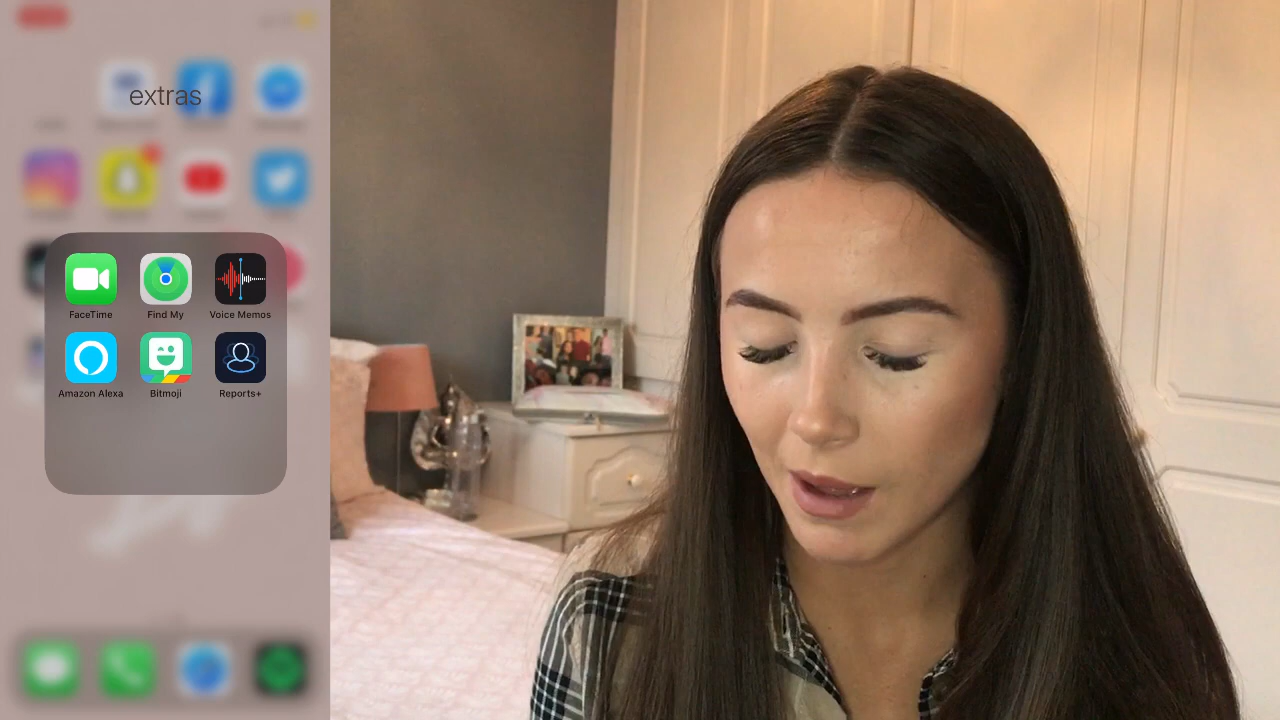 extras
FaceTime
Find My
Voice Memos
Amazon Alexa
Bitmoji
Reports+